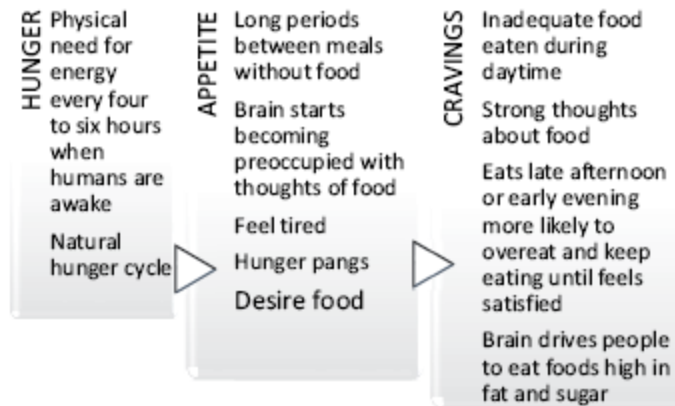 HUNGER
Physical
need for
energy
every four
to six hours
when
humans are
awake
Natural
hunger cycle
APPETITE
Long periods
between meals
without food
Brain starts
becoming
preoccupied with
thoughts of food
Feel tired
Hunger pangs
Desire food
CRAVINGS
Inadequate food
eaten during
daytime
Strong thoughts
about food
Eats late afternoon
or early evening
more likely to
overeat and keep
eating until feels
satisfied
Brain drives people
to eat foods high in
fat and sugar